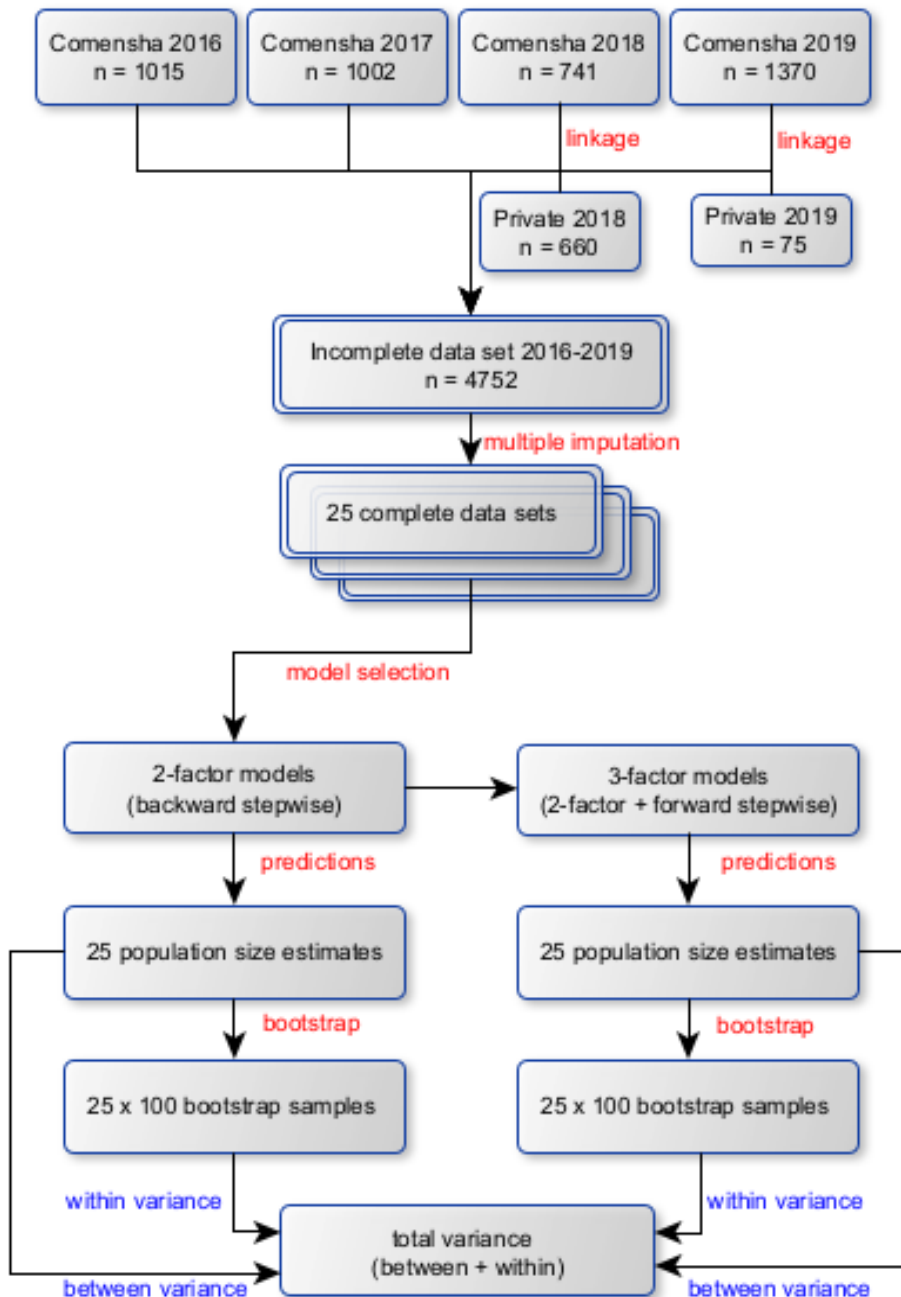 Comensha 2016
n = 1015
Comensha 2017
n = 1002
Comensha 2018
n = 741
Comensha 2019
n = 1370
linkage
linkage
Private 2018
n = 660
Private 2019
n = 75
Incomplete data set 2016-2019
n = 4752
multiple imputation
25 complete data sets
model selection
2-factor models
(backward stepwise)
3-factor models
(2-factor + forward stepwise)
predictions
predictions
25 population size estimates
25 population size estimates
bootstrap
bootstrap
25 x 100 bootstrap samples
25 x 100 bootstrap samples
within variance
within variance
total variance
(between + within)
between variance
between variance